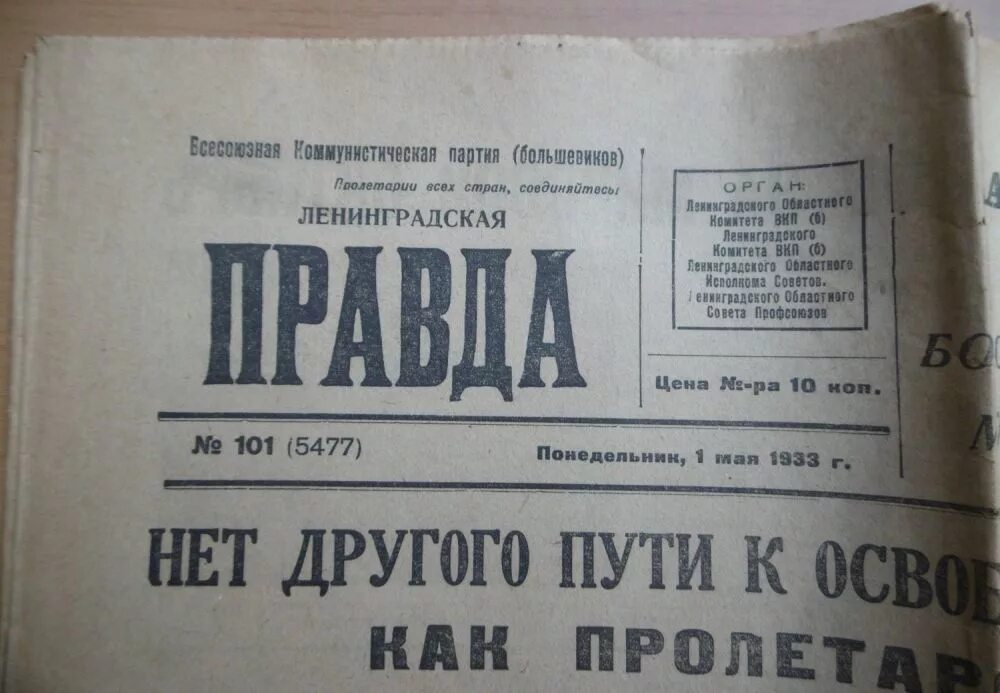 Всесоюзная Коммунистическая партия (большевиков)
Пролетарии всех стран, соединяйтесь!
ЛЕНИНГРАДСКАЯ
ПРАВДА
ОРГАН:
Ленинградского Областного
Комитета ВКП (б)
Ленинградского
Комитета ВКП (б)
Ленинградского Областного
Исполкома Советов.
Ленинградского Областного
Совета Профсоюзов
Цена №-ра 10 коп.
№ 101 (5477)
Понедельник, 1 мая 1933 г.
НЕТ ДРУГОГО ПУТИ К ОСВОБ
КАК ПРОЛЕТАР